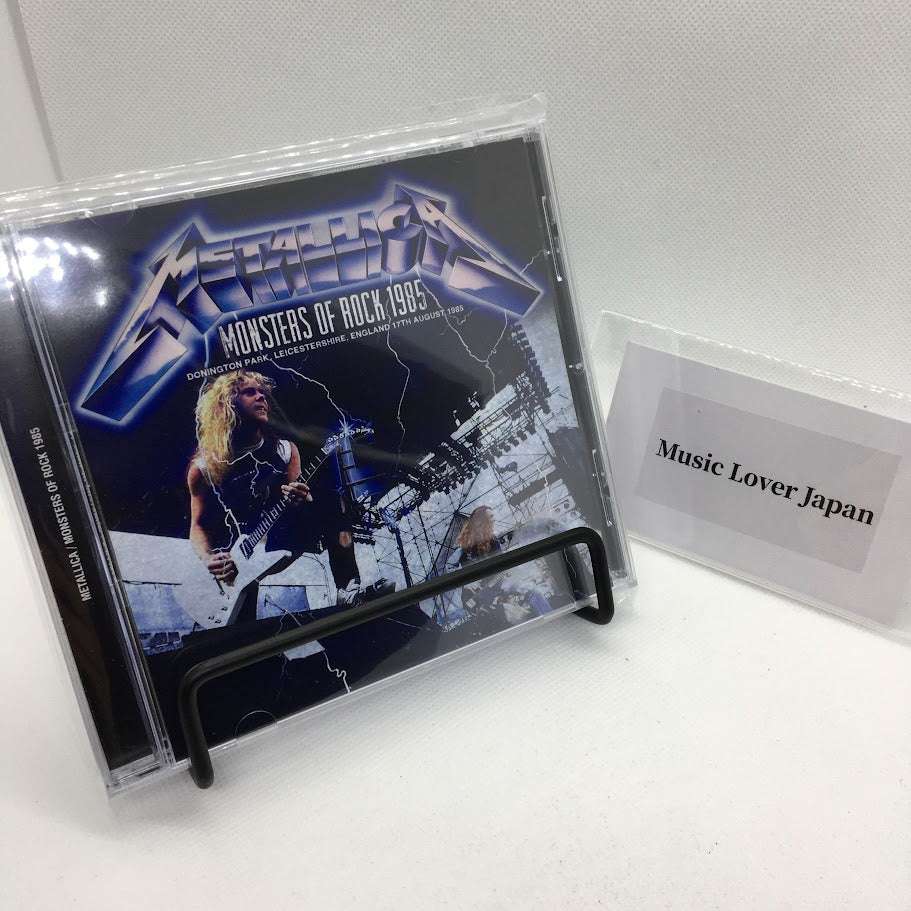 METALLICA
MONSTERS OF ROCK 1985
DONINGTON PARK, LEICESTERSHIRE, ENGLAND 17TH AUGUST 1985
METALLICA / MONSTERS OF ROCK 1985
Music Lover Japan